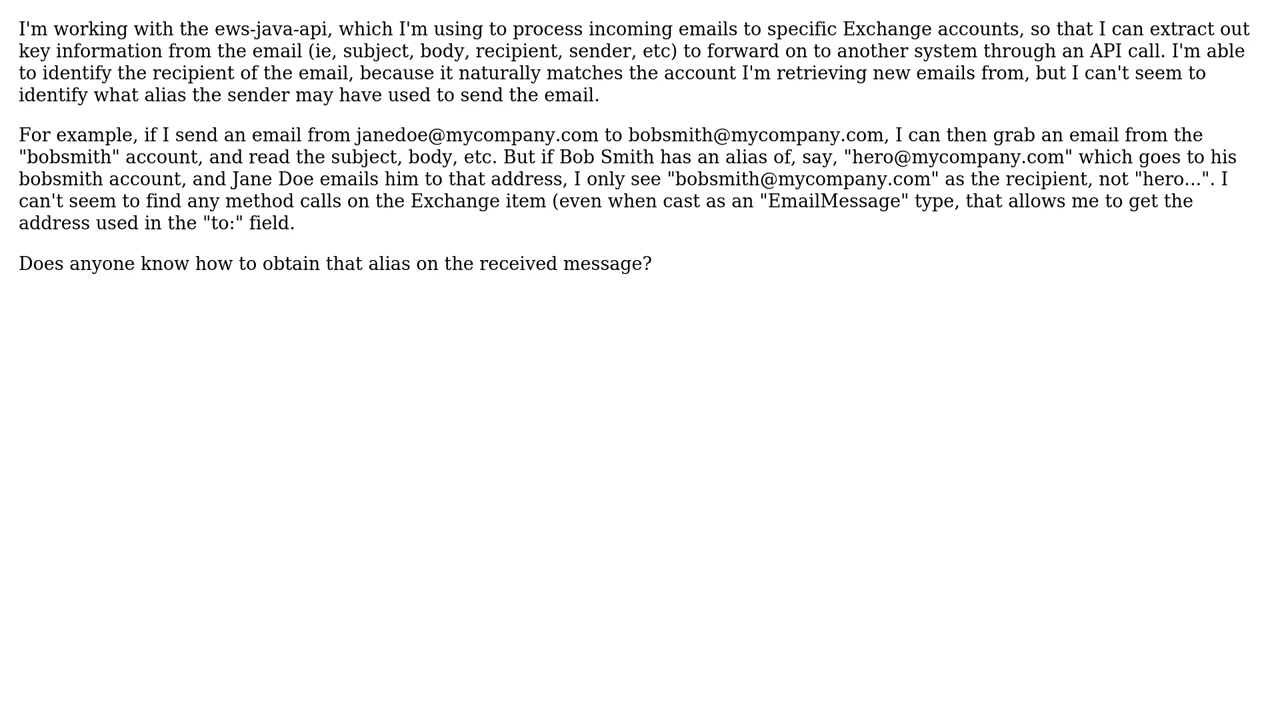 I'm working with the ews-java-api, which I'm using to process incoming emails to specific Exchange accounts, so that I can extract out
key information from the email (ie, subject, body, recipient, sender, etc) to forward on to another system through an API call. I'm able
to identify the recipient of the email, because it naturally matches the account I'm retrieving new emails from, but I can't seem to
identify what alias the sender may have used to send the email.
For example, if I send an email from janedoe@mycompany.com to bobsmith@mycompany.com, I can then grab an email from the
"bobsmith" account, and read the subject, body, etc. But if Bob Smith has an alias of, say, "hero@mycompany.com" which goes to his
bobsmith account, and Jane Doe emails him to that address, I only see "bobsmith@mycompany.com" as the recipient, not "hero...". I
can't seem to find any method calls on the Exchange item (even when cast as an "EmailMessage" type, that allows me to get the
address used in the "to:" field.
Does anyone know how to obtain that alias on the received message?